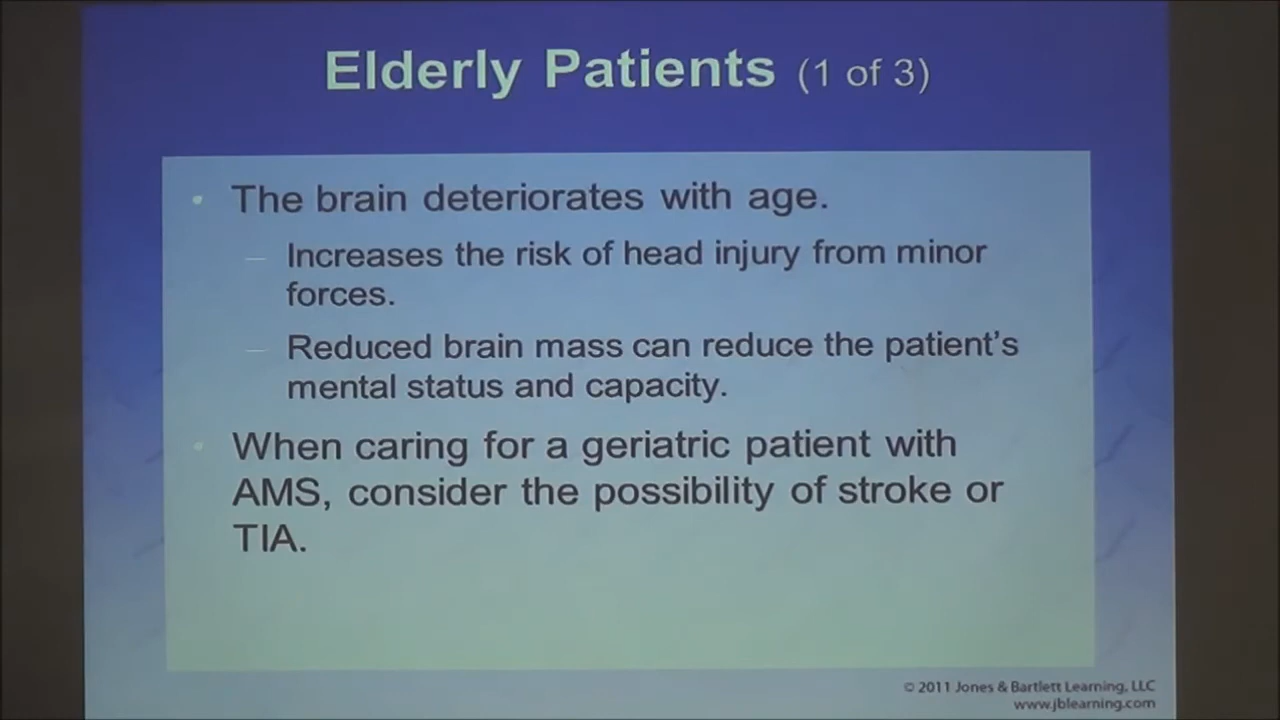 Elderly Patients (1 of 3)
• The brain deteriorates with age.
– Increases the risk of head injury from minor
forces.
– Reduced brain mass can reduce the patient's
mental status and capacity.
• When caring for a geriatric patient with
AMS, consider the possibility of stroke or
TIA.
© 2011 Jones & Bartlett Learning, LLC
www.jblearning.com